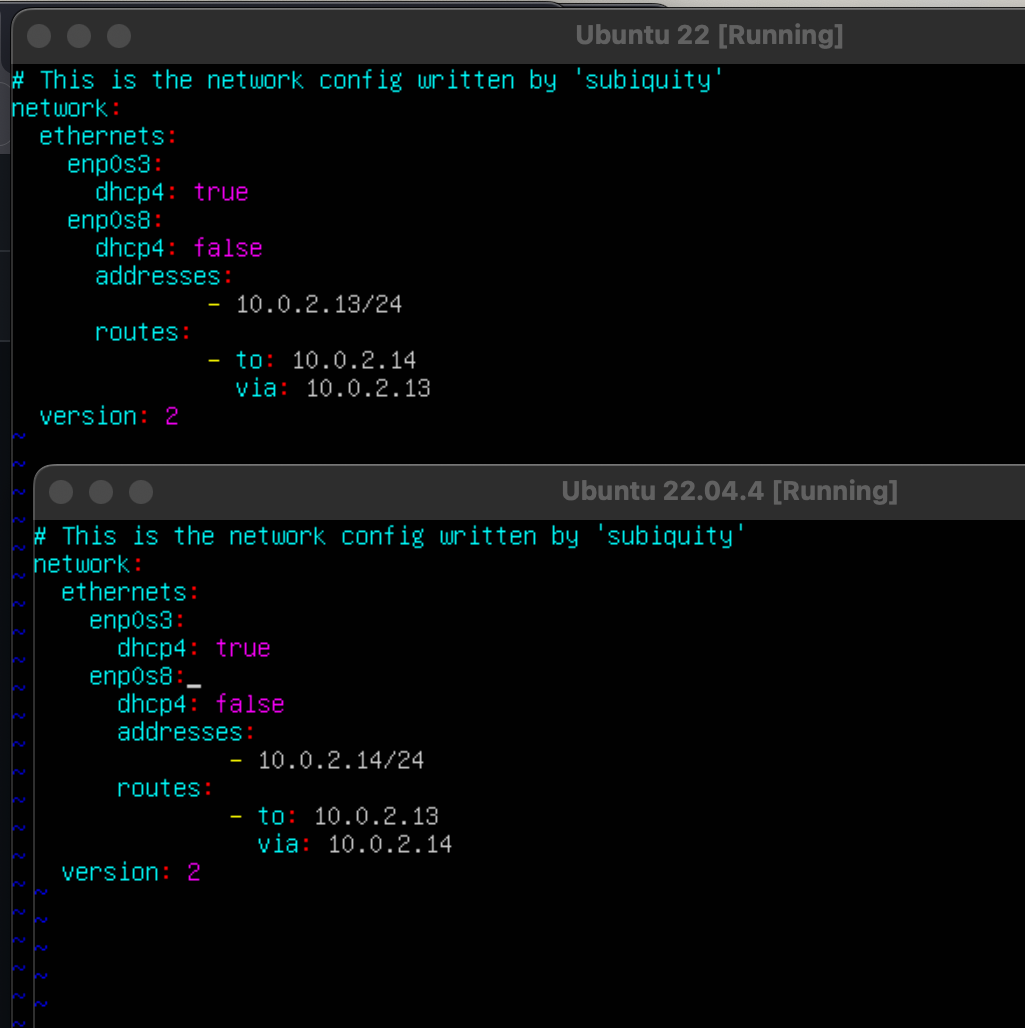 Ubuntu 22 [Running]
# This is the network config written by 'subiquity'
network:
  ethernets:
    enp0s3:
      dhcp4: true
    enp0s8:
      dhcp4: false
      addresses:
              - 10.0.2.13/24
      routes:
              - to: 10.0.2.14
                via: 10.0.2.13
  version: 2
~
~
Ubuntu 22.04.4 [Running]
# This is the network config written by 'subiquity'
network:
  ethernets:
    enp0s3:
      dhcp4: true
    enp0s8:
      dhcp4: false
      addresses:
              - 10.0.2.14/24
      routes:
              - to: 10.0.2.13
                via: 10.0.2.14
  version: 2
~
~
~
~
~